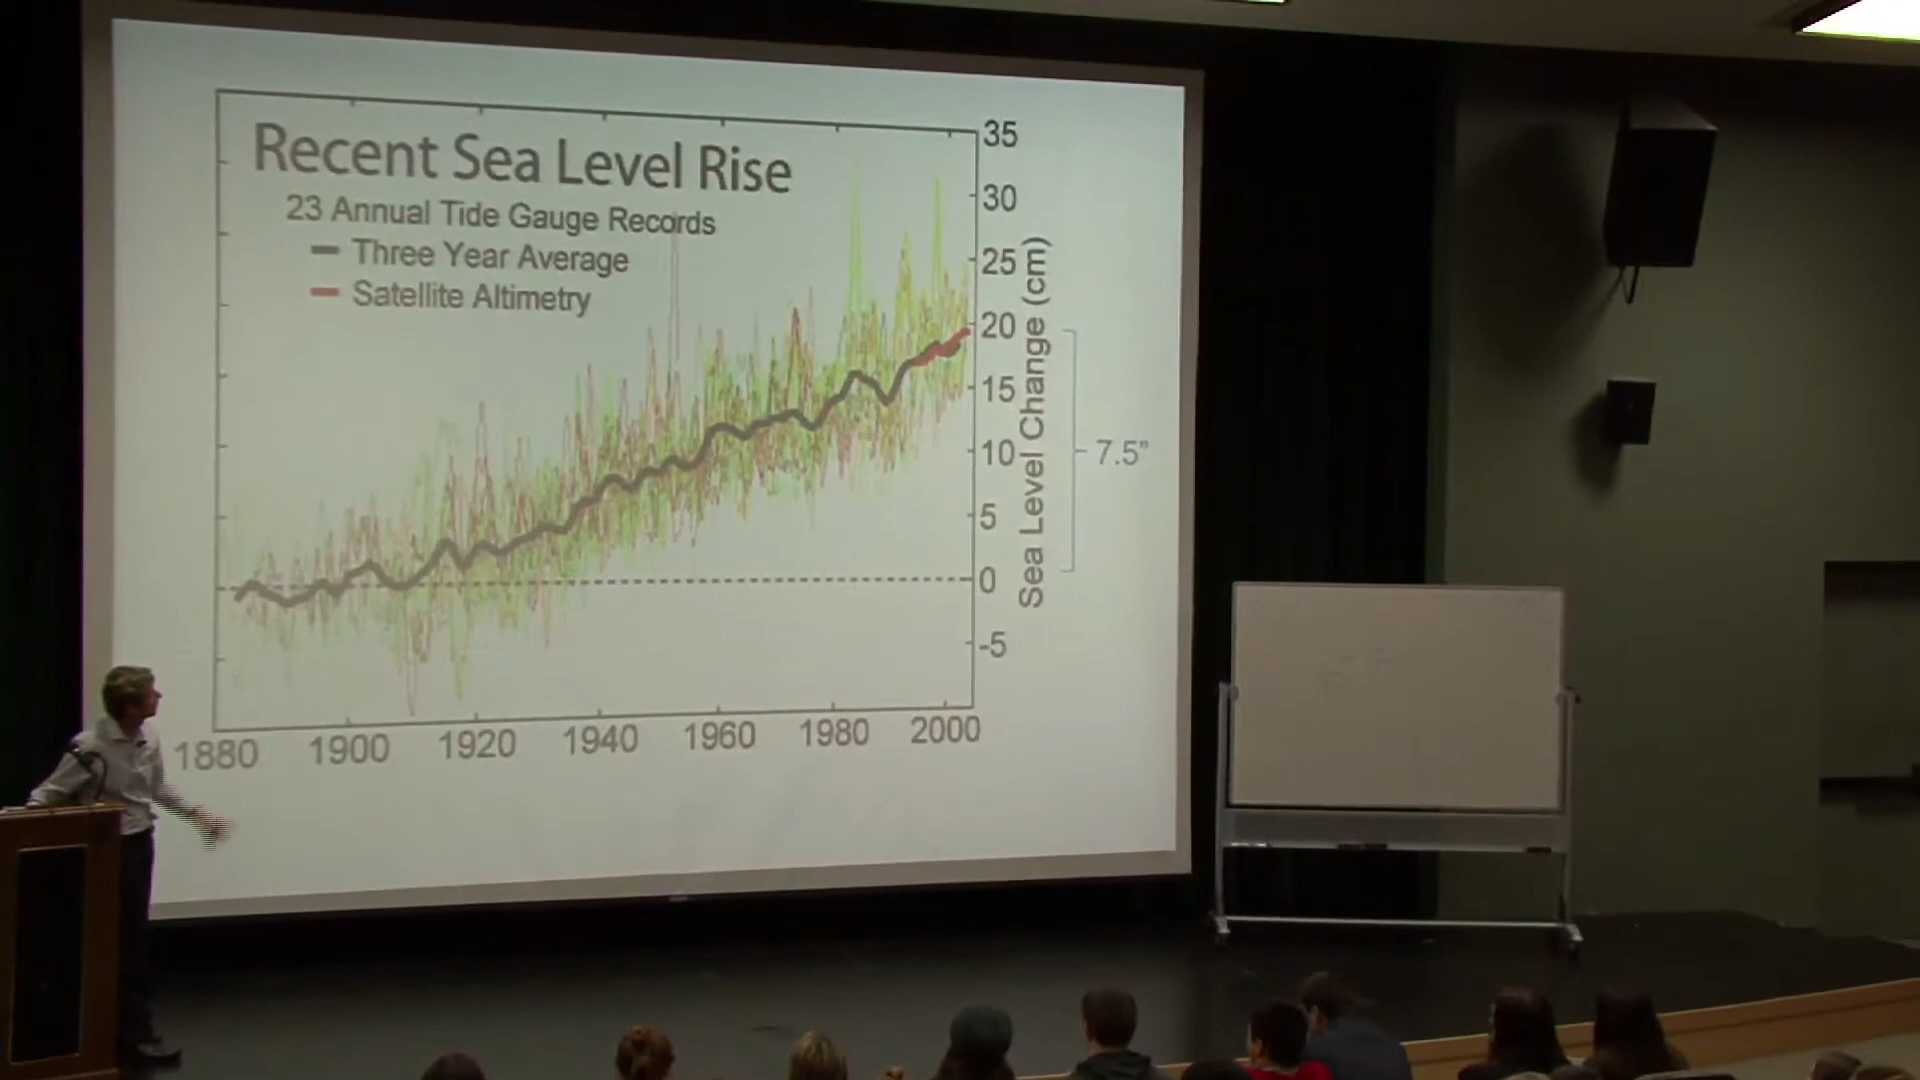 Recent Sea Level Rise
23 Annual Tide Gauge Records
Three Year Average
Satellite Altimetry
35
30
25
20
15
10
5
0
-5
Sea Level Change (cm)
7.5"
1880 1900 1920 1940 1960 1980 2000